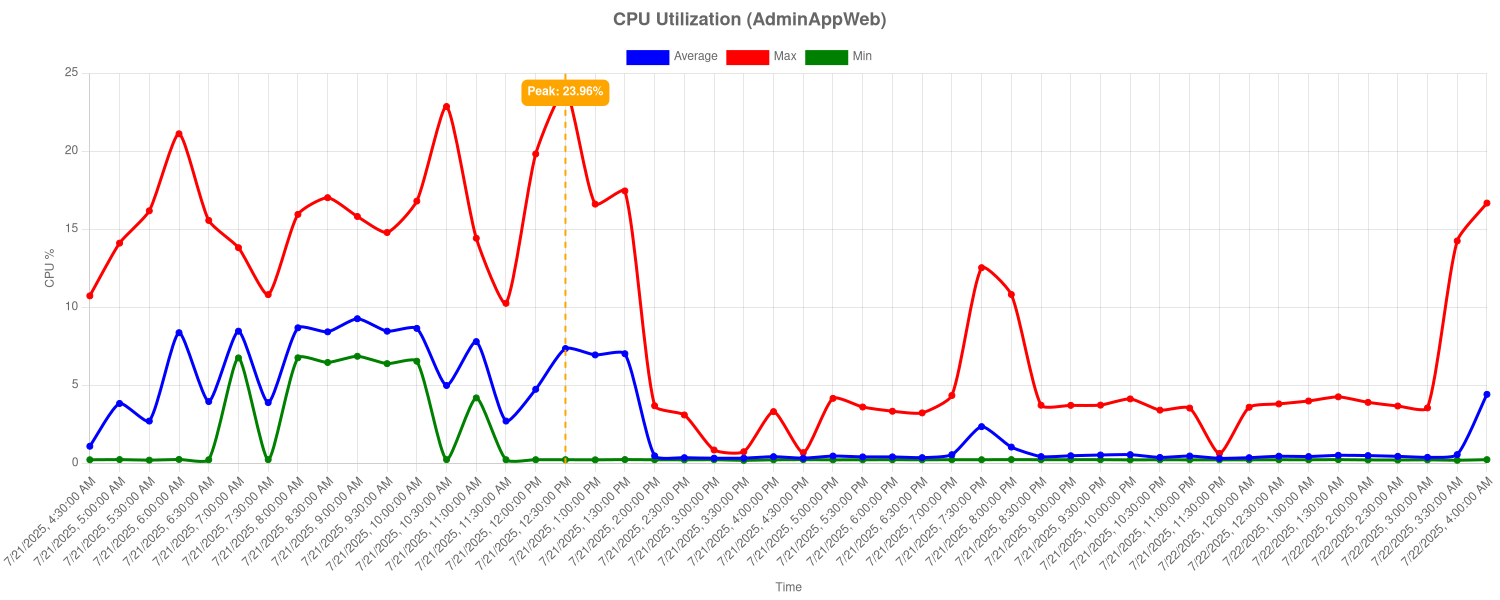 CPU Utilization (AdminAppWeb)
Average Max Min
25
Peak: 23.96%
20
15
CPU %
10
5
0
7/21/2025, 4:30:00 AM
7/21/2025, 5:00:00 AM
7/21/2025, 5:30:00 AM
7/21/2025, 6:00:00 AM
7/21/2025, 6:30:00 AM
7/21/2025, 7:00:00 AM
7/21/2025, 7:30:00 AM
7/21/2025, 8:00:00 AM
7/21/2025, 8:30:00 AM
7/21/2025, 9:00:00 AM
7/21/2025, 9:30:00 AM
7/21/2025, 10:00:00 AM
7/21/2025, 10:30:00 AM
7/21/2025, 11:00:00 AM
7/21/2025, 11:30:00 AM
7/21/2025, 12:00:00 PM
7/21/2025, 12:30:00 PM
7/21/2025, 1:00:00 PM
7/21/2025, 1:30:00 PM
7/21/2025, 2:00:00 PM
7/21/2025, 2:30:00 PM
7/21/2025, 3:00:00 PM
7/21/2025, 3:30:00 PM
7/21/2025, 4:00:00 PM
7/21/2025, 4:30:00 PM
7/21/2025, 5:00:00 PM
7/21/2025, 5:30:00 PM
7/21/2025, 6:00:00 PM
7/21/2025, 6:30:00 PM
7/21/2025, 7:00:00 PM
7/21/2025, 7:30:00 PM
7/21/2025, 8:00:00 PM
7/21/2025, 8:30:00 PM
7/21/2025, 9:00:00 PM
7/21/2025, 9:30:00 PM
7/21/2025, 10:00:00 PM
7/21/2025, 10:30:00 PM
7/21/2025, 11:00:00 PM
7/21/2025, 11:30:00 PM
7/22/2025, 12:00:00 AM
7/22/2025, 12:30:00 AM
7/22/2025, 1:00:00 AM
7/22/2025, 1:30:00 AM
7/22/2025, 2:00:00 AM
7/22/2025, 2:30:00 AM
7/22/2025, 3:00:00 AM
7/22/2025, 3:30:00 AM
7/22/2025, 4:00:00 AM
Time